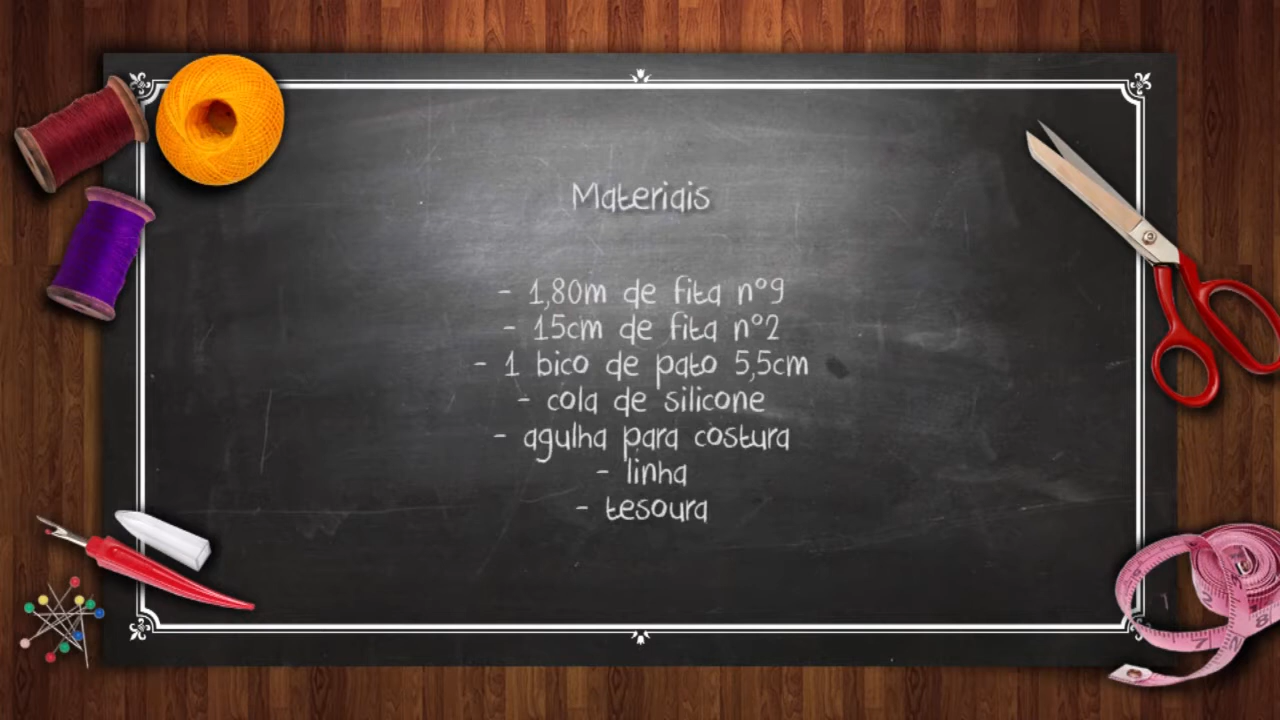 Materiais
- 1,80m de fita nº9
- 15cm de fita nº2
- 1 bico de pato 5,5cm
- cola de silicone
- agulha para costura
- linha
- tesoura